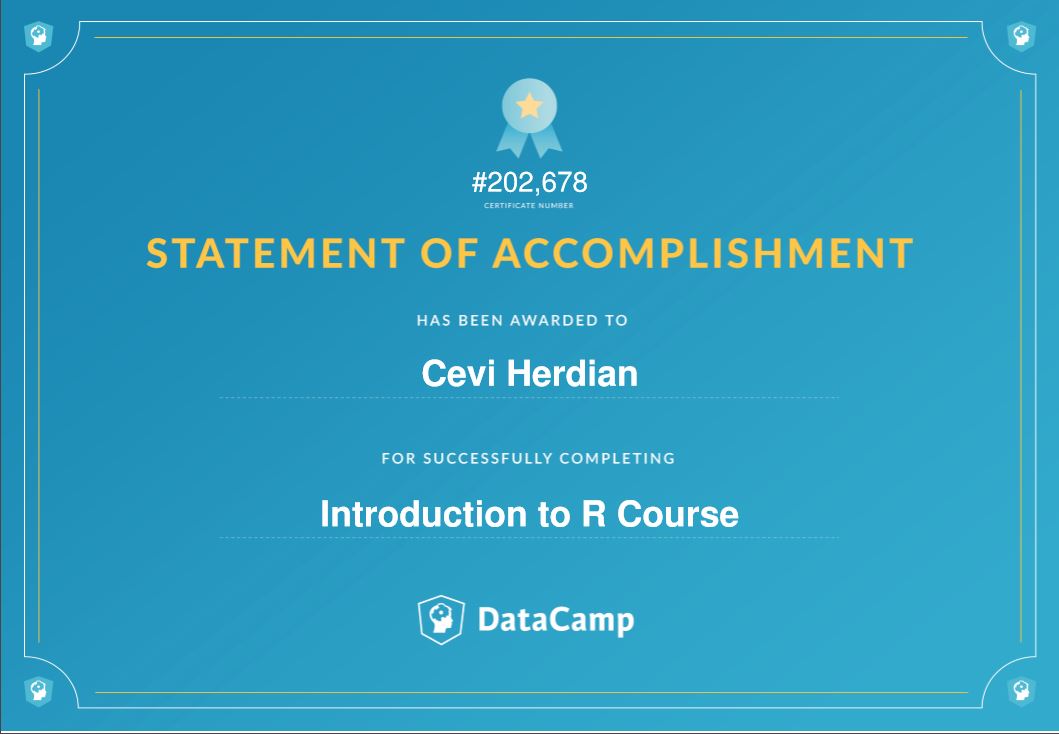 #202,678
CERTIFICATE NUMBER
STATEMENT OF ACCOMPLISHMENT
HAS BEEN AWARDED TO
Cevi Herdian
FOR SUCCESSFULLY COMPLETING
Introduction to R Course
DataCamp